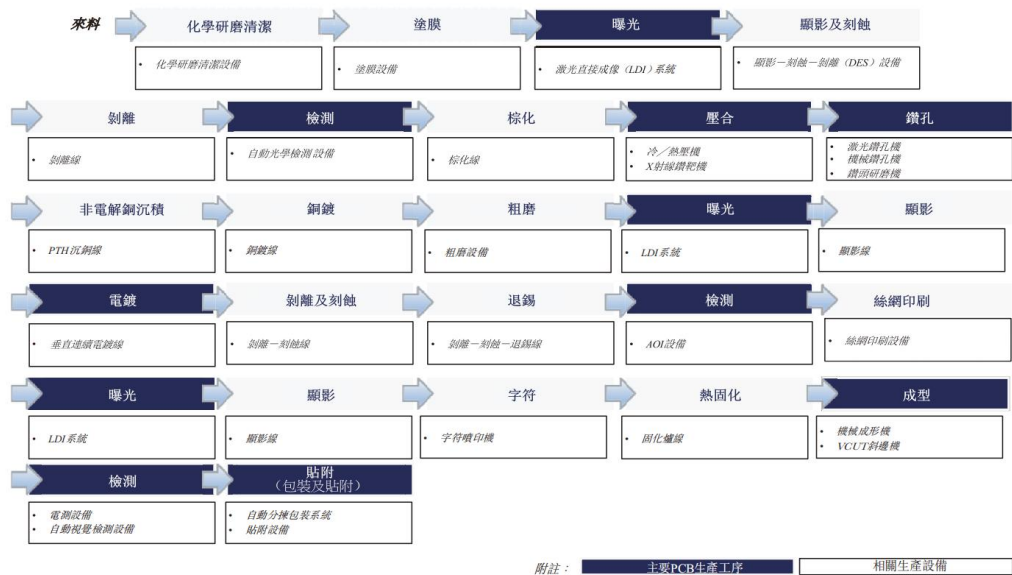 來料
化學研磨清潔
塗膜
曝光
顯影及刻蝕
• 化學研磨清潔設備
• 塗膜設備
• 激光直接成像（LDI）系統
• 顯影－刻蝕－剝離（DES）設備
剝離
檢測
棕化
壓合
鑽孔
• 剝離線
• 自動光學檢測設備
• 棕化線
• 冷／熱壓機
• X射線鑽靶機
• 激光鑽孔機
• 機械鑽孔機
• 鑽頭研磨機
非電解銅沉積
銅鍍
粗磨
曝光
顯影
• PTH沉銅線
• 銅鍍線
• 粗磨設備
• LDI系統
• 顯影線
電鍍
剝離及刻蝕
退錫
檢測
絲網印刷
• 垂直連續電鍍線
• 剝離－刻蝕線
• 剝離－刻蝕－退錫線
• AOI設備
• 絲網印刷設備
曝光
顯影
字符
熱固化
成型
• LDI系統
• 顯影線
• 字符噴印機
• 固化爐線
• 機械成形機
• VCUT斜邊機
檢測
貼附
（包裝及貼附）
• 電測設備
• 自動視覺檢測設備
• 自動分揀包裝系統
• 貼附設備
附註：
主要PCB生產工序
相關生產設備